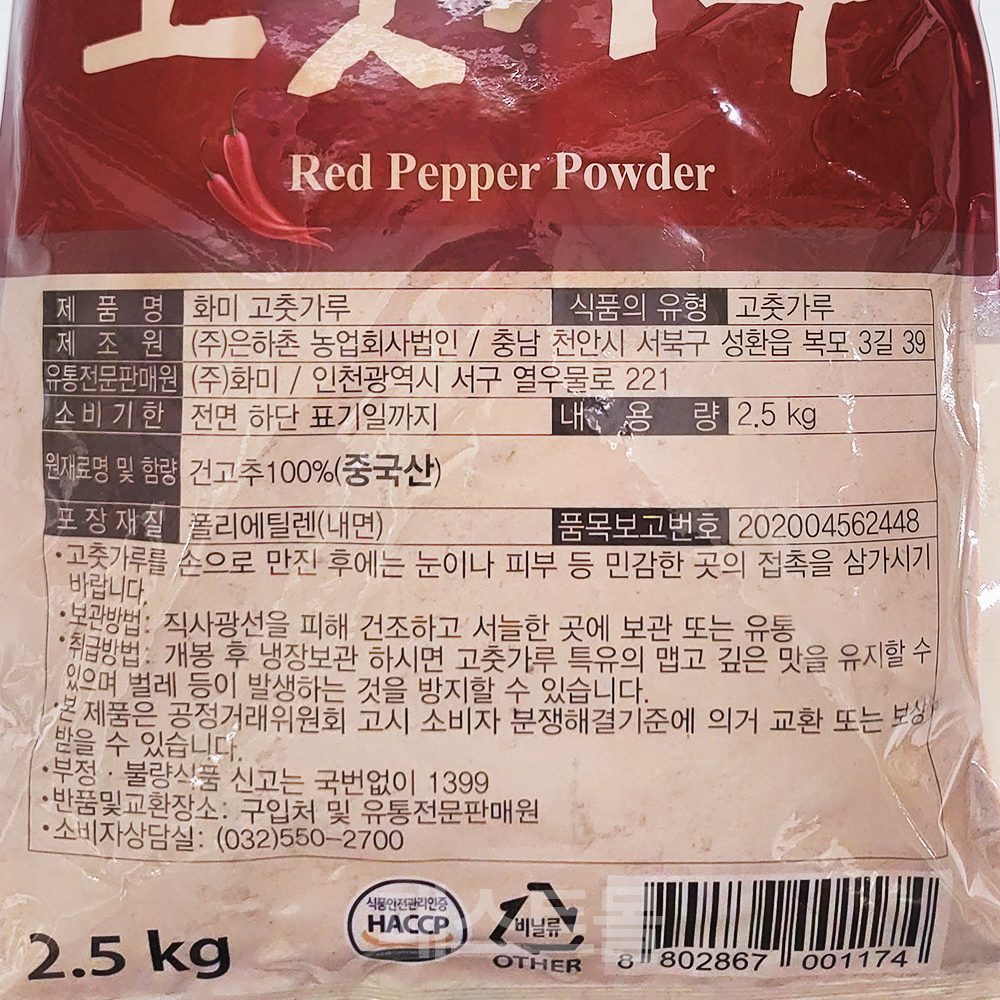 고춧가루
Red Pepper Powder
제 품 명 화미 고춧가루 식품의 유형 고춧가루
제 조 원 (주)은하촌 농업회사법인 / 충남 천안시 서북구 성환읍 복모 3길 39
유통전문판매원 (주)화미 / 인천광역시 서구 열우물로 221
소비기한 전면 하단 표기일까지 내 용 량 2.5 kg
원재료명 및 함량 건고추100%(중국산)
포장재질 폴리에틸렌(내면) 품목보고번호 202004562448
•고춧가루를 손으로 만진 후에는 눈이나 피부 등 민감한 곳의 접촉을 삼가시기
바랍니다.
•보관방법: 직사광선을 피해 건조하고 서늘한 곳에 보관 또는 유통
•취급방법: 개봉 후 냉장보관 하시면 고춧가루 특유의 맵고 깊은 맛을 유지할 수
있으며 벌레 등이 발생하는 것을 방지할 수 있습니다.
•본 제품은 공정거래위원회 고시 소비자 분쟁해결기준에 의거 교환 또는 보상
받을 수 있습니다.
•부정 · 불량식품 신고는 국번없이 1399
•반품및교환장소: 구입처 및 유통전문판매원
•소비자상담실: (032)550-2700
2.5 kg
식품안전관리인증
HACCP
비닐류
OTHER
8 802867 001174